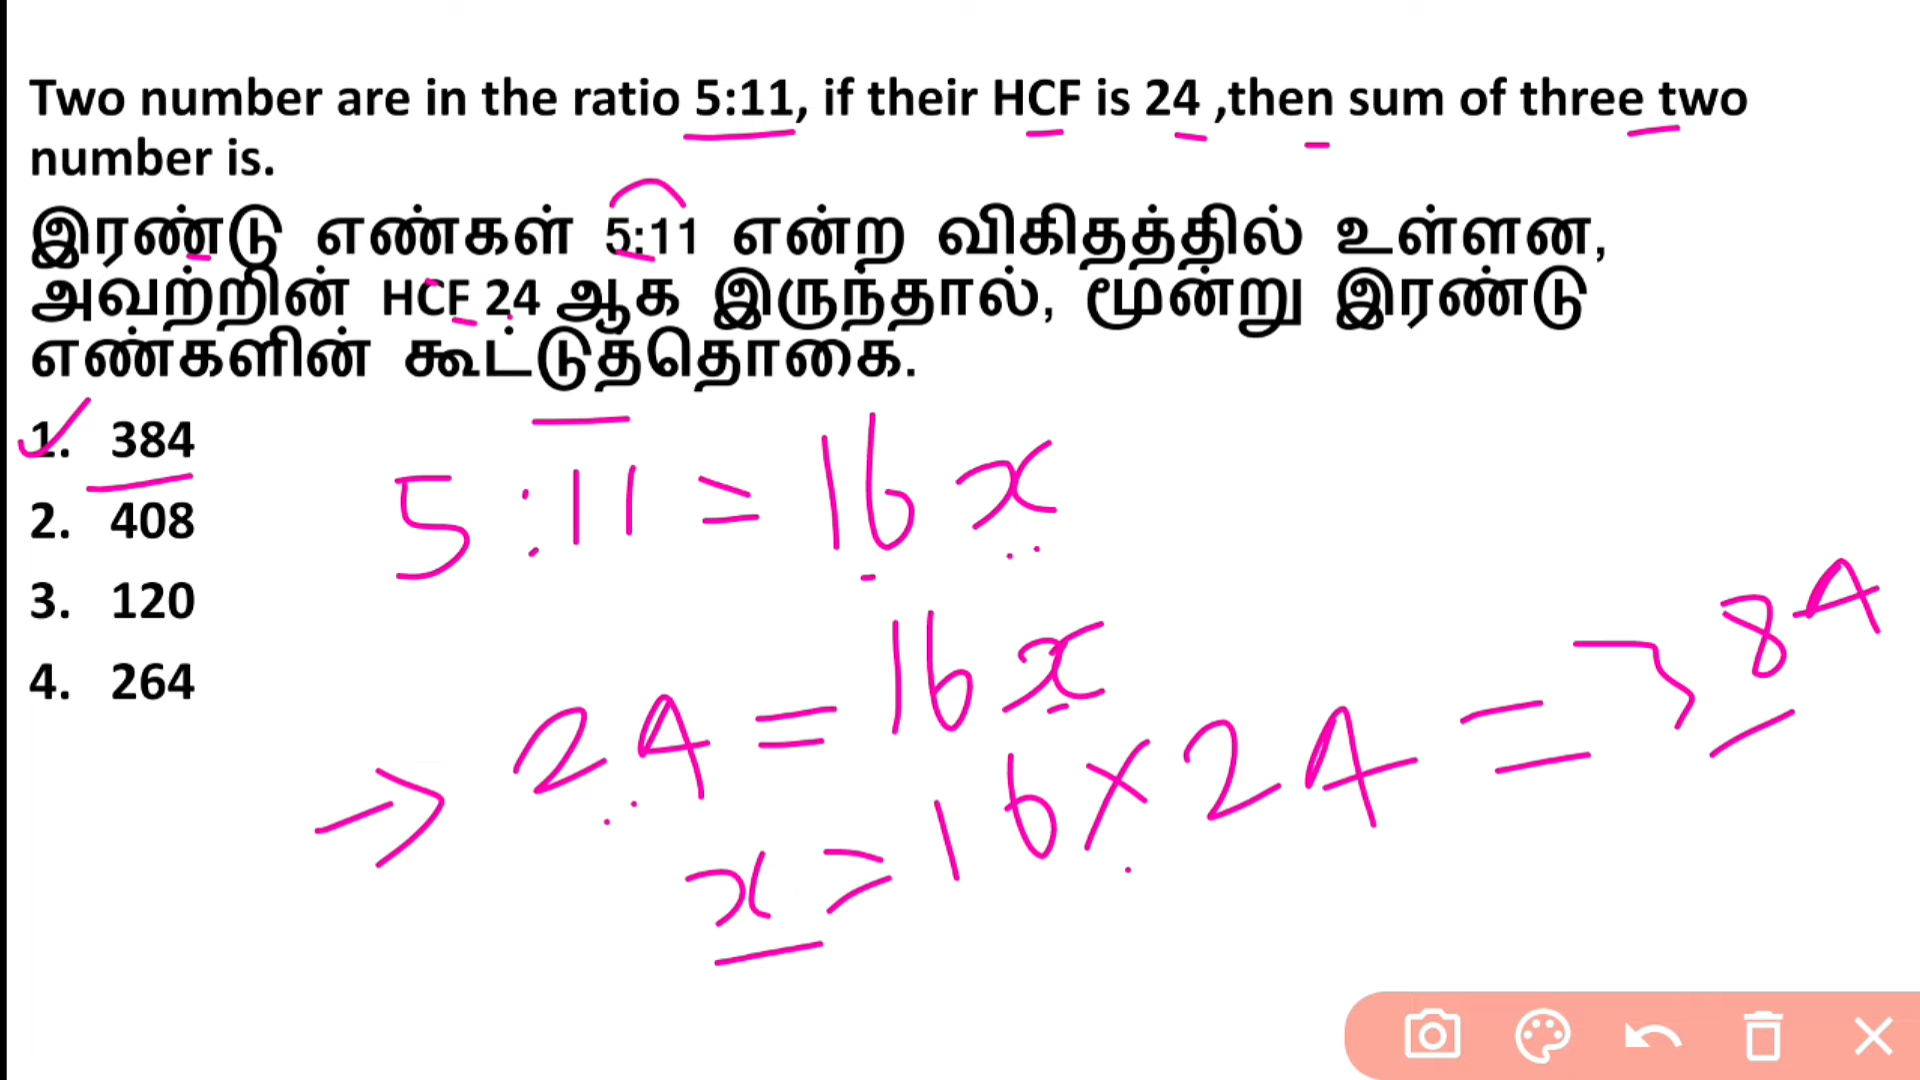 Two number are in the ratio 5:11, if their HCF is 24 ,then sum of three two
number is.
இரண்டு எண்கள் 5:11 என்ற விகிதத்தில் உள்ளன,
அவற்றின் HCF 24 ஆக இருந்தால், மூன்று இரண்டு
எண்களின் கூட்டுத்தொகை.
1. 384
2. 408
3. 120
4. 264
5:11 = 16x
24 = 16x
x = 16×24 = 384